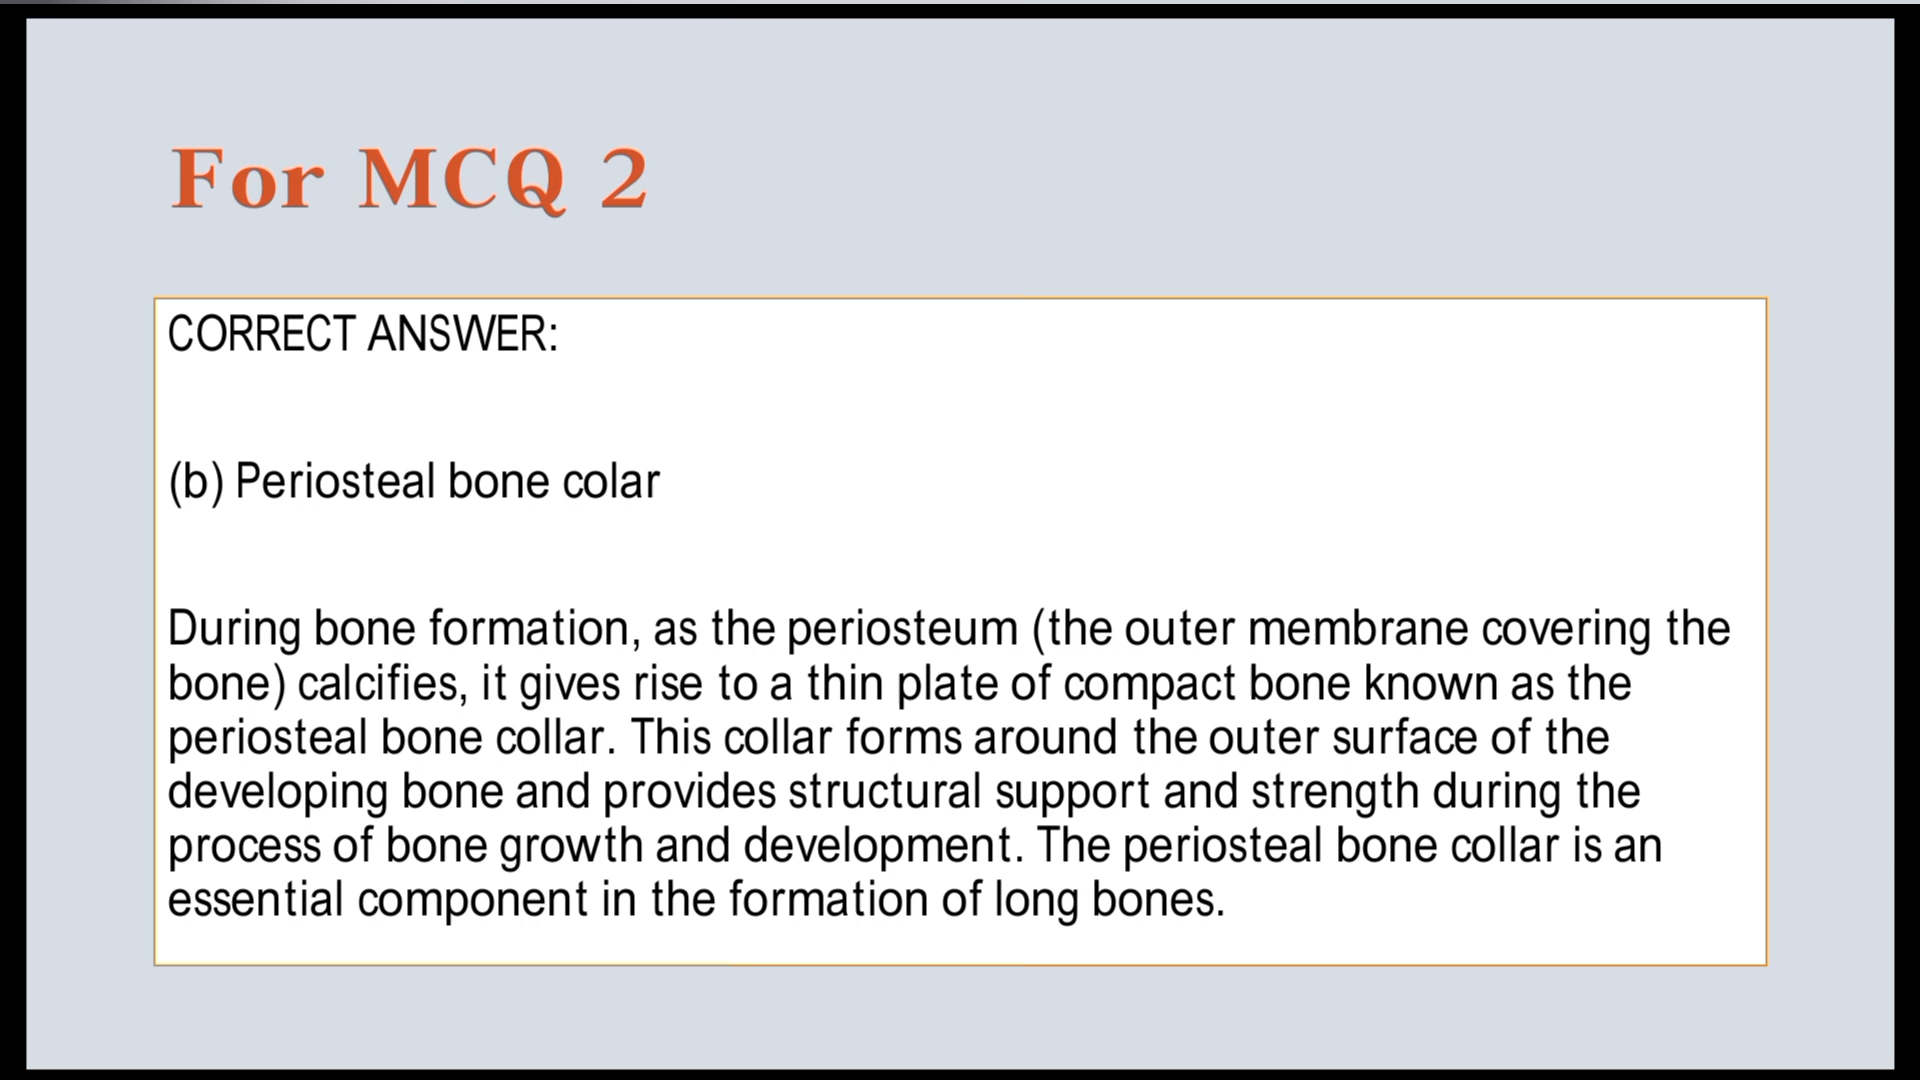 For MCQ 2
CORRECT ANSWER:
(b) Periosteal bone colar
During bone formation, as the periosteum (the outer membrane covering the
bone) calcifies, it gives rise to a thin plate of compact bone known as the
periosteal bone collar. This collar forms around the outer surface of the
developing bone and provides structural support and strength during the
process of bone growth and development. The periosteal bone collar is an
essential component in the formation of long bones.